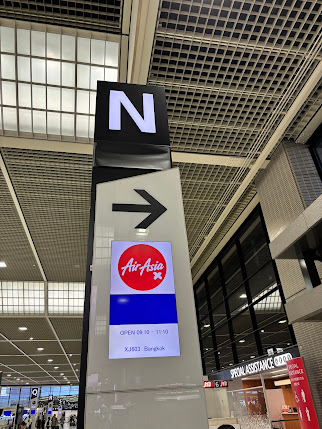 N
AirAsia
X
OPEN 09:10 - 11:10
XJ603 Bangkok
SPECIAL ASSISTANCE